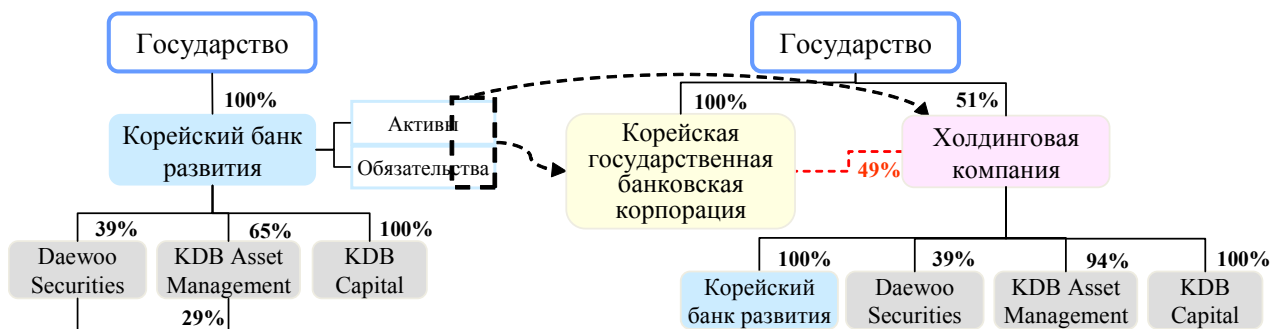 Государство
100%
Корейский банк
развития
Активы
Обязательства
39%
65%
100%
Daewoo
Securities
KDB Asset
Management
KDB
Capital
29%
Государство
100%
51%
Корейская
государственная
банковская
корпорация
49%
Холдинговая
компания
100%
39%
94%
100%
Корейский
банк развития
Daewoo
Securities
KDB Asset
Management
KDB
Capital